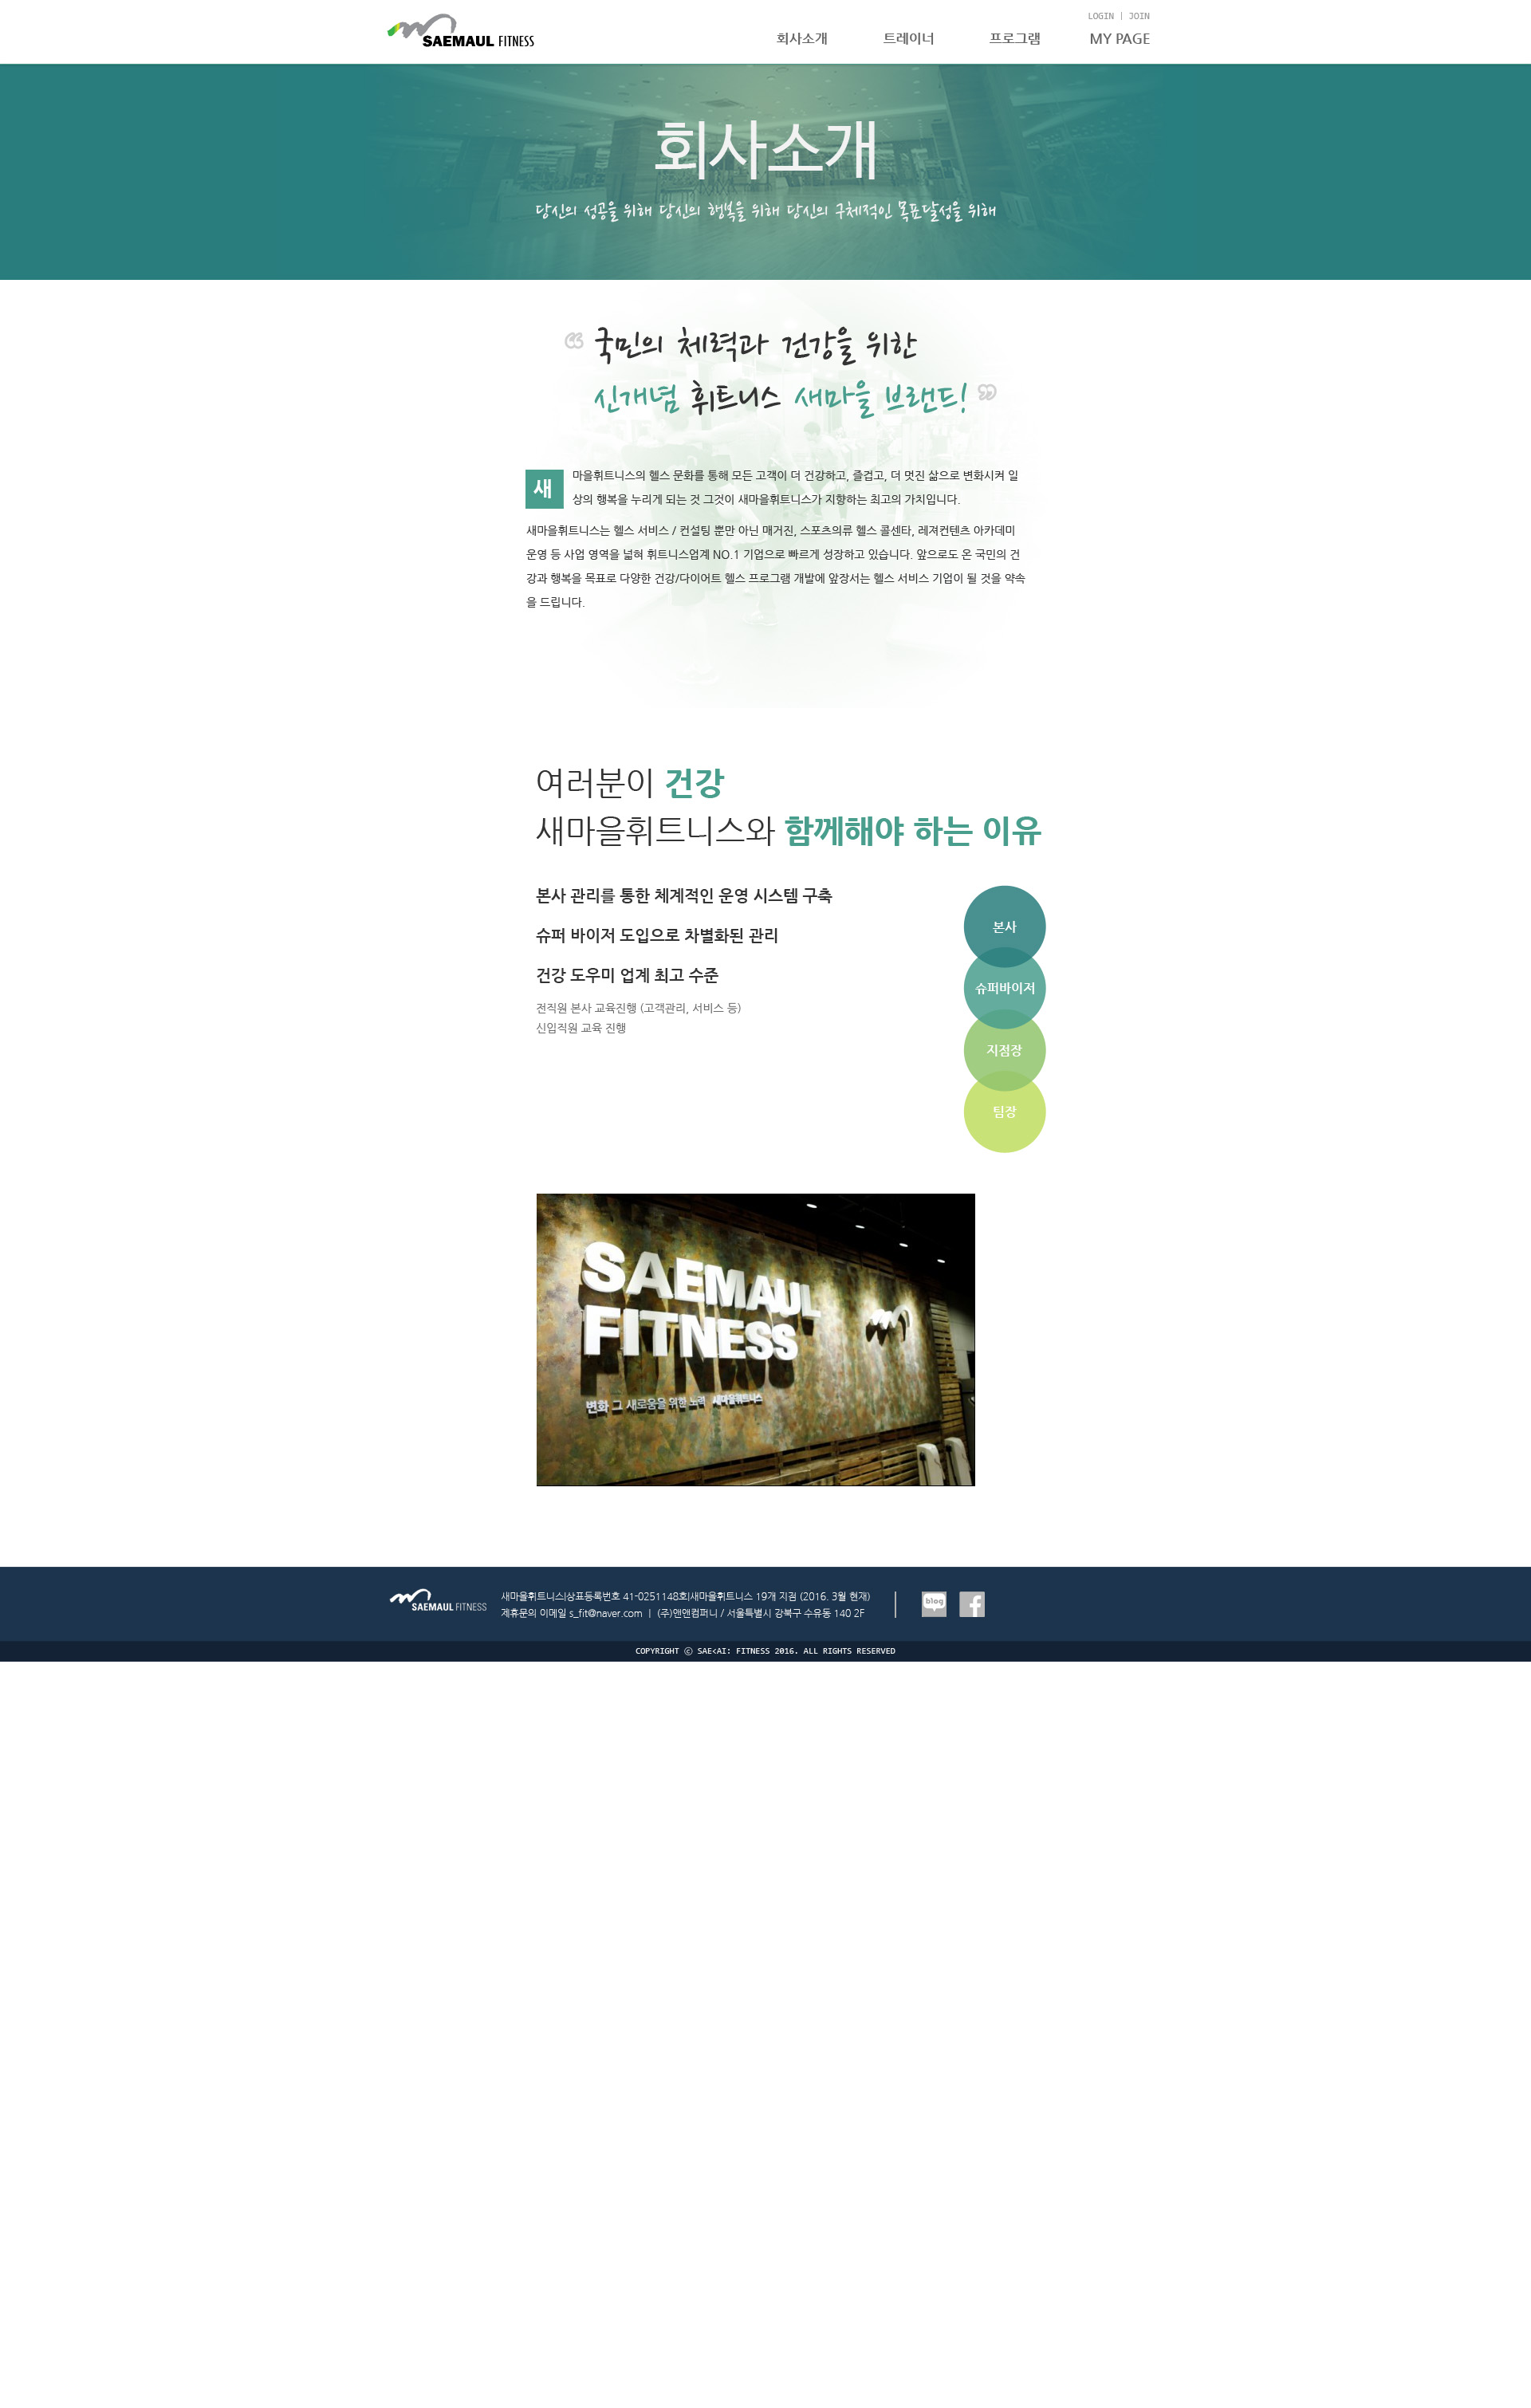 LOGIN | JOIN
SAEMAUL FITNESS
회사소개 트레이너 프로그램 MY PAGE
회사소개
당신의 성공을 위해 당신의 행복을 위해 당신의 구체적인 목표달성을 위해
국민의 체력과 건강을 위한
신개념 휘트니스 새마을 브랜드!
새
마을휘트니스의 헬스 문화를 통해 모든 고객이 더 건강하고, 즐겁고, 더 멋진 삶으로 변화시켜 일
상의 행복을 누리게 되는 것 그것이 새마을휘트니스가 지향하는 최고의 가치입니다.
새마을휘트니스는 헬스 서비스 / 컨설팅 뿐만 아닌 매거진, 스포츠의류 헬스 콜센타, 레져컨텐츠 아카데미
운영 등 사업 영역을 넓혀 휘트니스업계 NO.1 기업으로 빠르게 성장하고 있습니다. 앞으로도 온 국민의 건
강과 행복을 목표로 다양한 건강/다이어트 헬스 프로그램 개발에 앞장서는 헬스 서비스 기업이 될 것을 약속
을 드립니다.
여러분이 건강
새마을휘트니스와 함께해야 하는 이유
본사 관리를 통한 체계적인 운영 시스템 구축
슈퍼 바이저 도입으로 차별화된 관리
건강 도우미 업계 최고 수준
전직원 본사 교육진행 (고객관리, 서비스 등)
신입직원 교육 진행
본사
슈퍼바이저
지점장
팀장
SAEMAUL
FITNESS
변화 그 새로움을 위한 노력 새마을휘트니스
SAEMAUL FITNESS
새마을휘트니스|상표등록번호 41-0251148호|새마을휘트니스 19개 지점 (2016. 3월 현재)
제휴문의 이메일 s_fit@naver.com | (주)앤앤컴퍼니 / 서울특별시 강북구 수유동 140 2F
blog
COPYRIGHT ⓒ SAE<AI: FITNESS 2016. ALL RIGHTS RESERVED